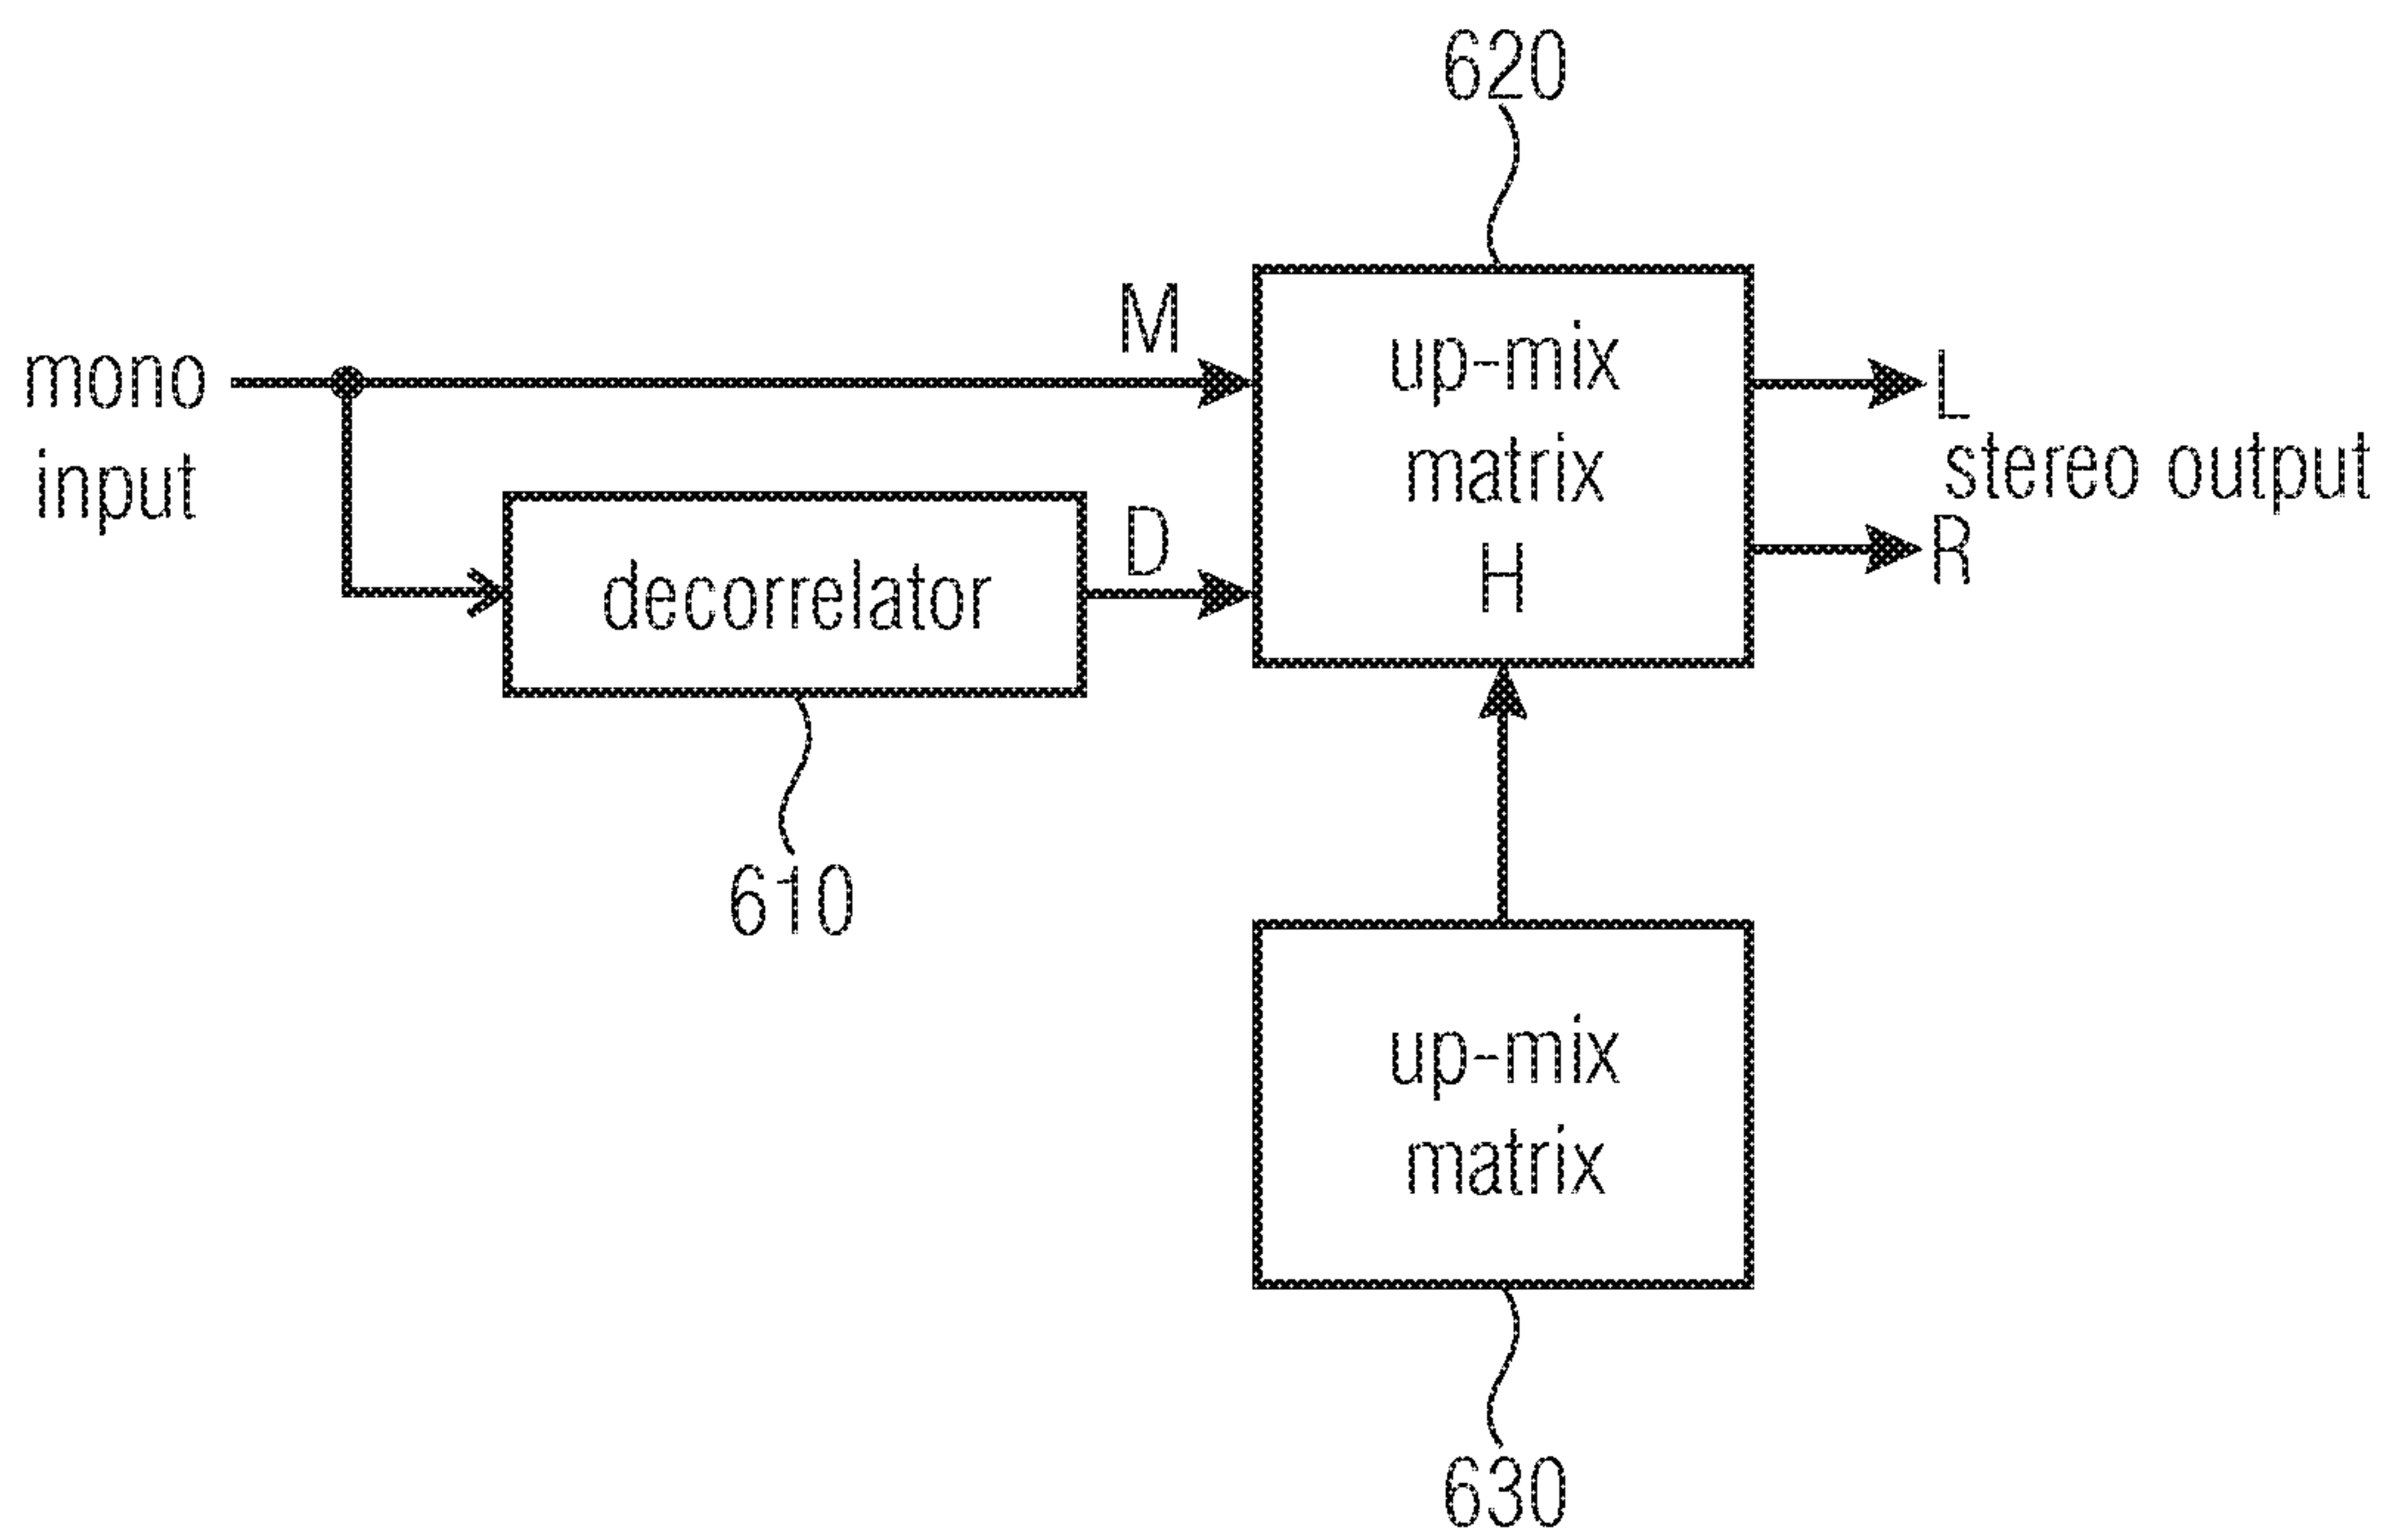 620
M
mono
input
up-mix
matrix
H
L
stereo output
R
D
decorrelator
610
up-mix
matrix
630